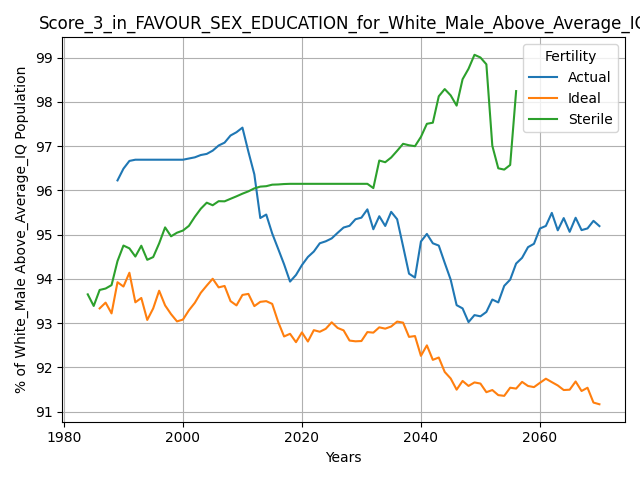 Score_3_in_FAVOUR_SEX_EDUCATION_for_White_Male_Above_Average_IQ
Fertility
Actual
Ideal
Sterile
% of White_Male Above_Average_IQ Population
99
98
97
96
95
94
93
92
91
1980
2000
2020
2040
2060
Years